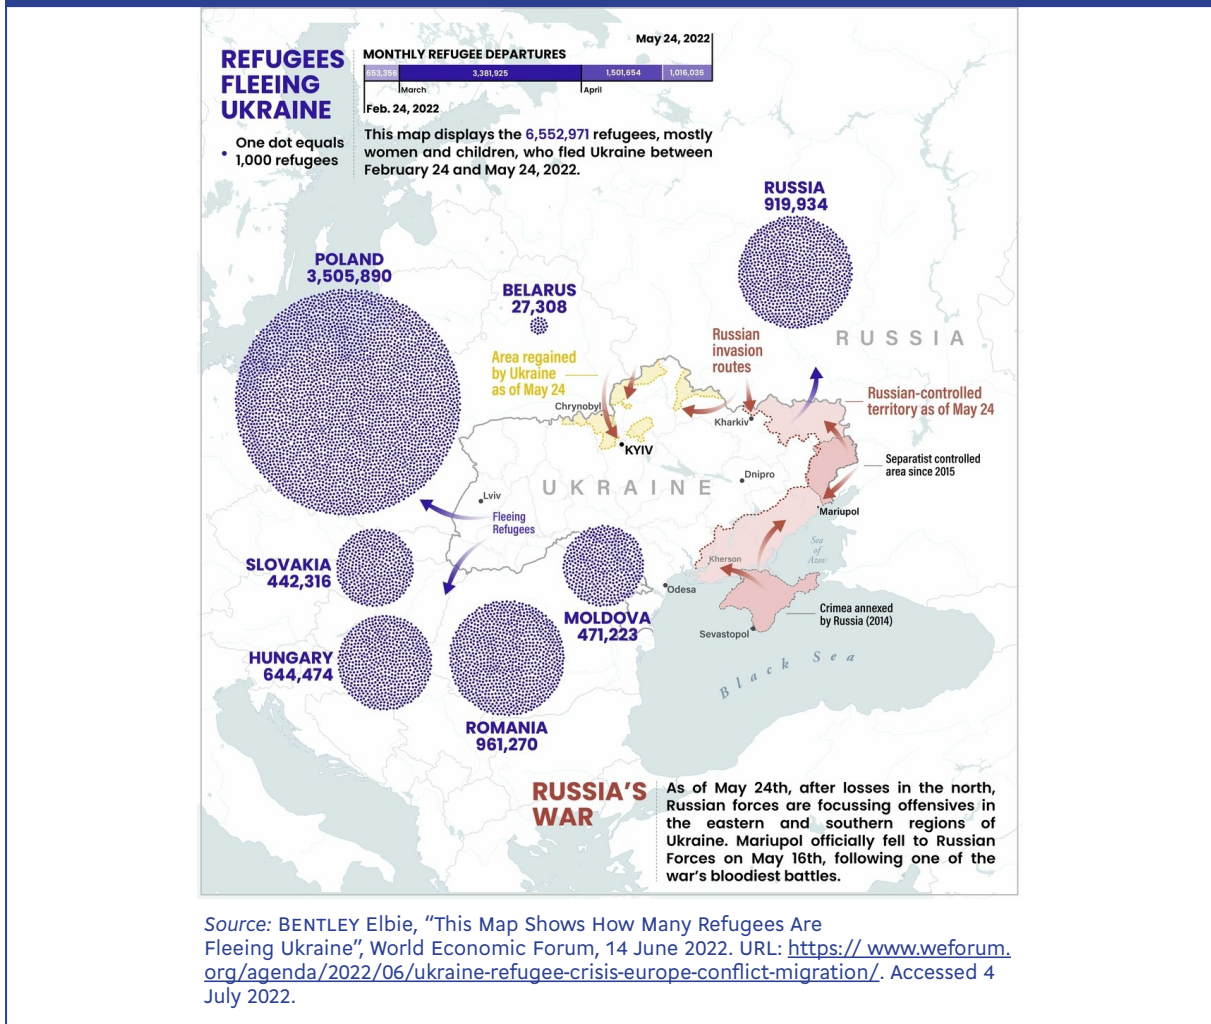 REFUGEES
FLEEING
UKRAINE
One dot equals
1,000 refugees
MONTHLY REFUGEE DEPARTURES
May 24, 2022
653,356
3,381,925
1,501,654
1,016,036
March
April
Feb. 24, 2022
This map displays the 6,552,971 refugees, mostly
women and children, who fled Ukraine between
February 24 and May 24, 2022.
RUSSIA
919,934
POLAND
3,505,890
BELARUS
27,308
RUSSIA
Russian
invasion
routes
Area regained
by Ukraine
as of May 24
Russian-controlled
territory as of May 24
Chrynobyl
Kharkiv
KYIV
Separatist controlled
area since 2015
Dnipro
UKRAINE
Lviv
Mariupol
Fleeing
Refugees
Sea
of
Azov
Kherson
SLOVAKIA
442,316
Odesa
MOLDOVA
471,223
Crimea annexed
by Russia (2014)
Sevastopol
HUNGARY
644,474
Black Sea
ROMANIA
961,270
RUSSIA'S
WAR
As of May 24th, after losses in the north,
Russian forces are focussing offensives in
the eastern and southern regions of
Ukraine. Mariupol officially fell to Russian
Forces on May 16th, following one of the
war's bloodiest battles.
Source: BENTLEY Elbie, “This Map Shows How Many Refugees Are
Fleeing Ukraine”, World Economic Forum, 14 June 2022. URL: https:// www.weforum.
org/agenda/2022/06/ukraine-refugee-crisis-europe-conflict-migration/. Accessed 4
July 2022.